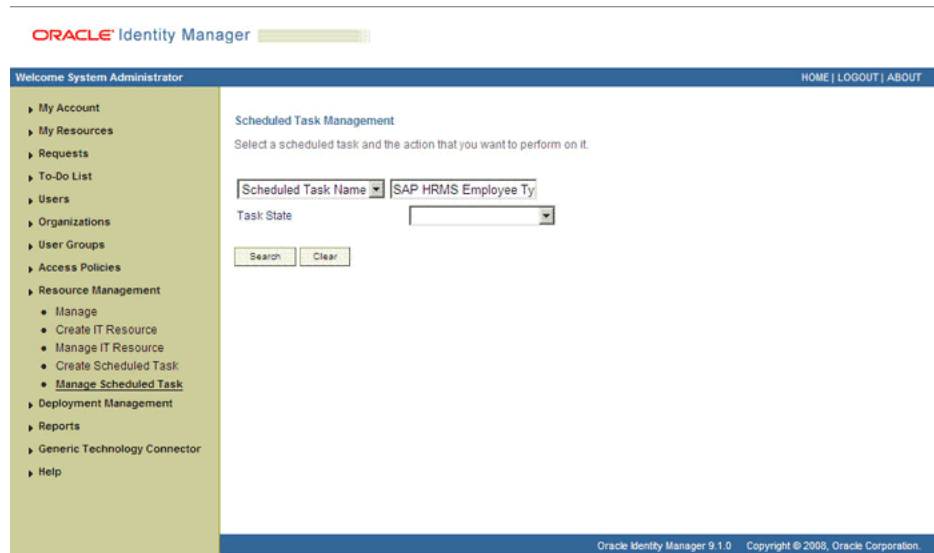 ORACLE Identity Manager
Welcome System Administrator
HOME | LOGOUT | ABOUT
My Account
My Resources
Requests
To-Do List
Users
Organizations
User Groups
Access Policies
Resource Management
Manage
Create IT Resource
Manage IT Resource
Create Scheduled Task
Manage Scheduled Task
Deployment Management
Reports
Generic Technology Connector
Help
Scheduled Task Management
Select a scheduled task and the action that you want to perform on it.
Scheduled Task Name SAP HRMS Employee Ty
Task State
Search Clear
Oracle Identity Manager 9.1.0 Copyright © 2008, Oracle Corporation.